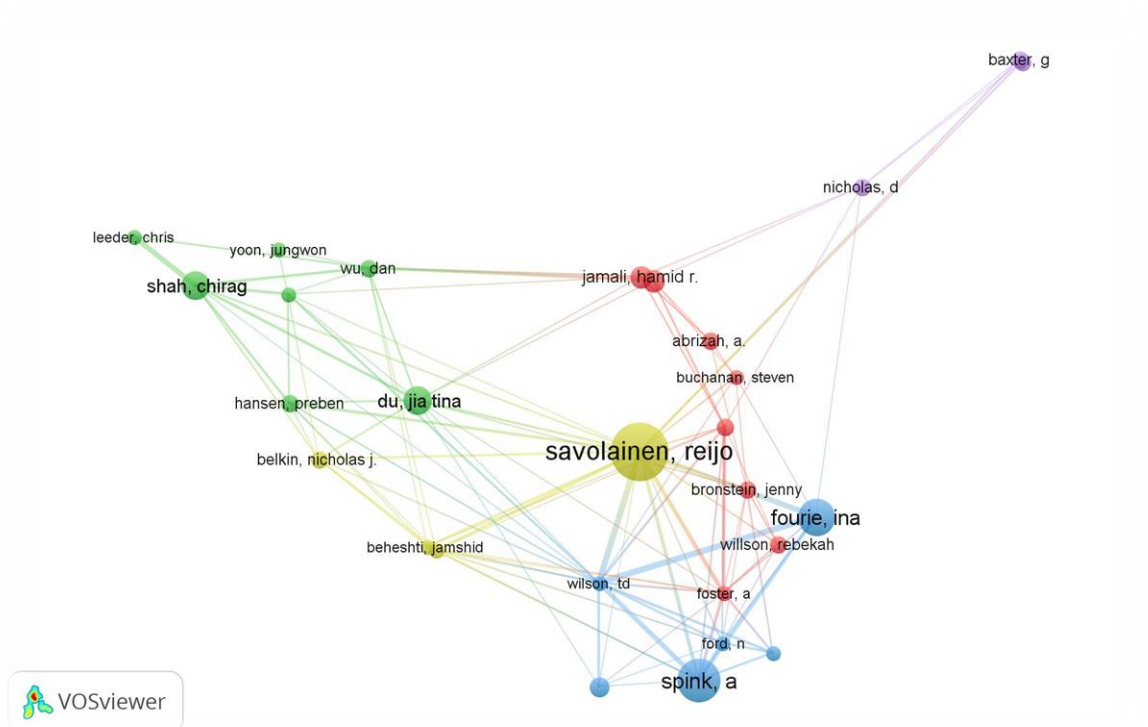 baxter, g
nicholas, d
leeder, chris
yoon, jungwon
wu, dan
shah, chirag
jamali, hamid r.
abrizah, a.
buchanan, steven
hansen, preben
du, jia tina
savolainen, reijo
belkin, nicholas j.
bronstein, jenny
fourie, ina
willson, rebekah
beheshti, jamshid
wilson, td
foster, a
ford, n
spink, a
VOSviewer